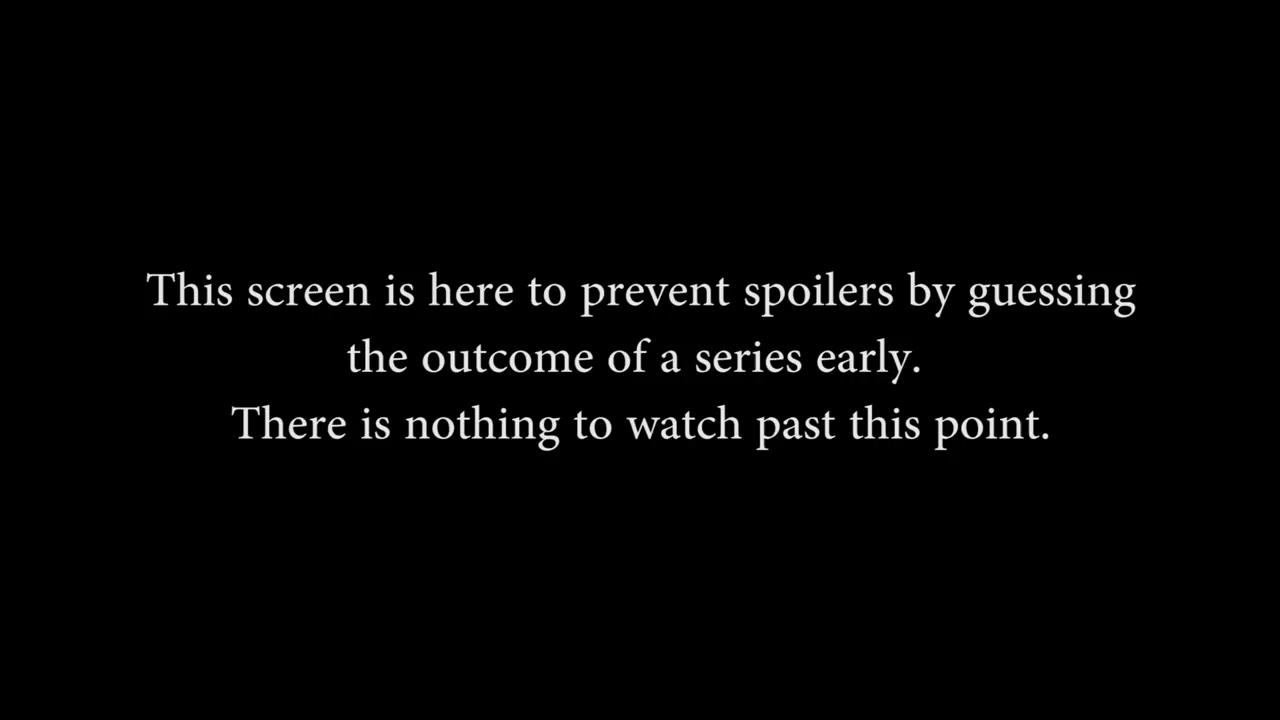 This screen is here to prevent spoilers by guessing
the outcome of a series early.
There is nothing to watch past this point.